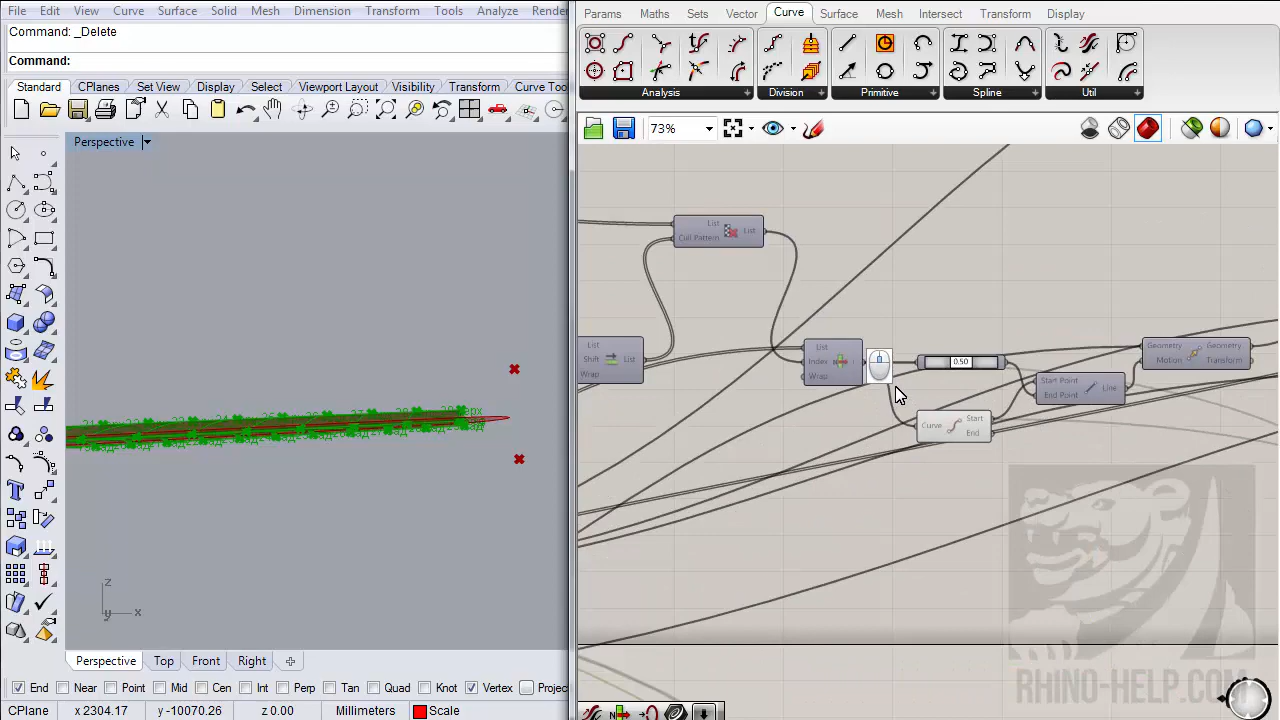 File Edit View Curve Surface Solid Mesh Dimension Transform Tools Analyze Render
Params Maths Sets Vector Curve Surface Mesh Intersect Transform Display
Command: _Delete
Command:
Standard CPlanes Set View Display Select Viewport Layout Visibility Transform Curve Too
Analysis Division Primitive Spline Util
73%
Perspective
List
Cull Pattern
List
List
Shift
Wrap
List
List
Index
Wrap
i
0.50
Start Point
End Point
Line
Geometry
Motion
Geometry
Transform
Curve
Start
End
z
x
y
RHINO-HELP.COM
Perspective Top Front Right
End Near Point Mid Cen Int Perp Tan Quad Knot Vertex Projec
CPlane x 2304.17 y -10070.26 z 0.00 Millimeters Scale